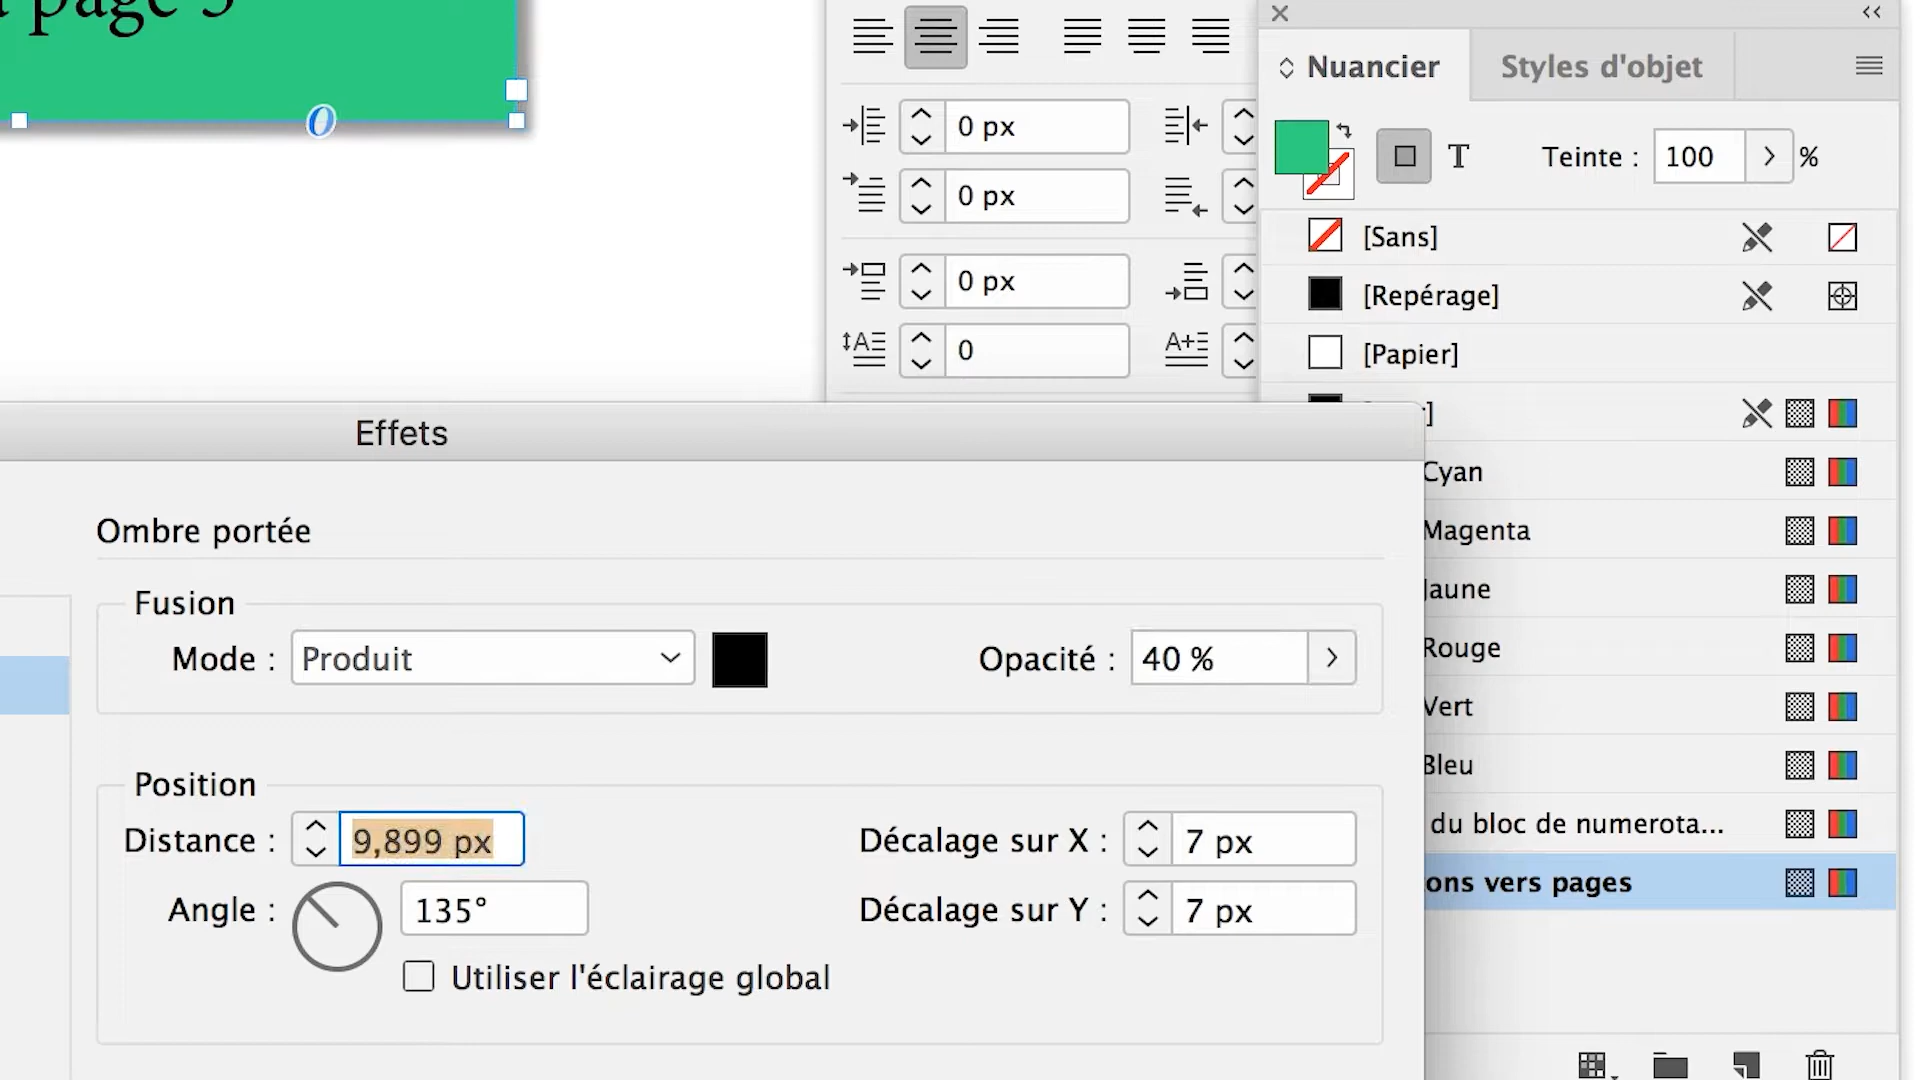 page 3
Nuancier
Styles d'objet
0 px
T
Teinte :
100
%
0 px
[Sans]
0 px
[Repérage]
0
[Papier]
]
Effets
Cyan
Ombre portée
Magenta
Fusion
Jaune
Mode :
Produit
Opacité :
40 %
Rouge
Vert
Position
Bleu
Distance :
9,899 px
Décalage sur X :
7 px
du bloc de numerota...
Angle :
135°
Décalage sur Y :
7 px
ons vers pages
Utiliser l'éclairage global